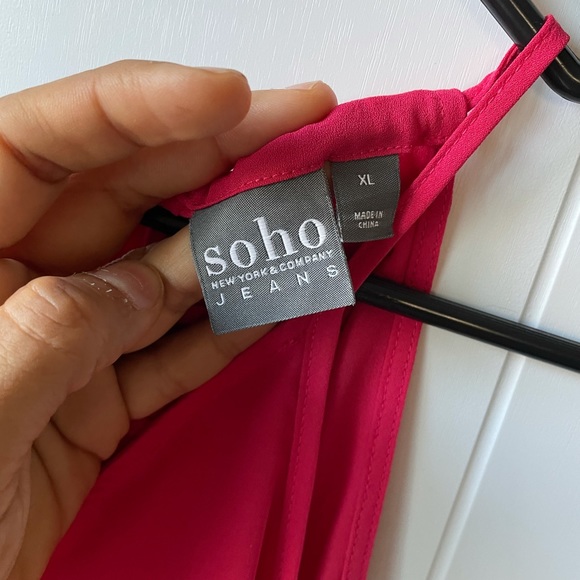 soho
NEW YORK & COMPANY
JEANS
XL
MADE IN
CHINA